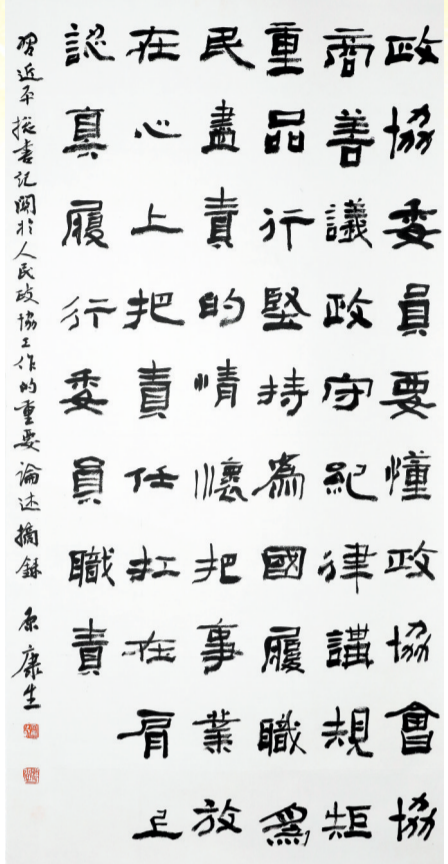 政協委員要懂政協會協
商善議政守紀律講規矩
重品行堅持為國履職為
民盡責的情懷把事業放
在心上把責任扛在肩上
認真履行委員職責
習近平總書記關於人民政協工作的重要論述摘錄 康生